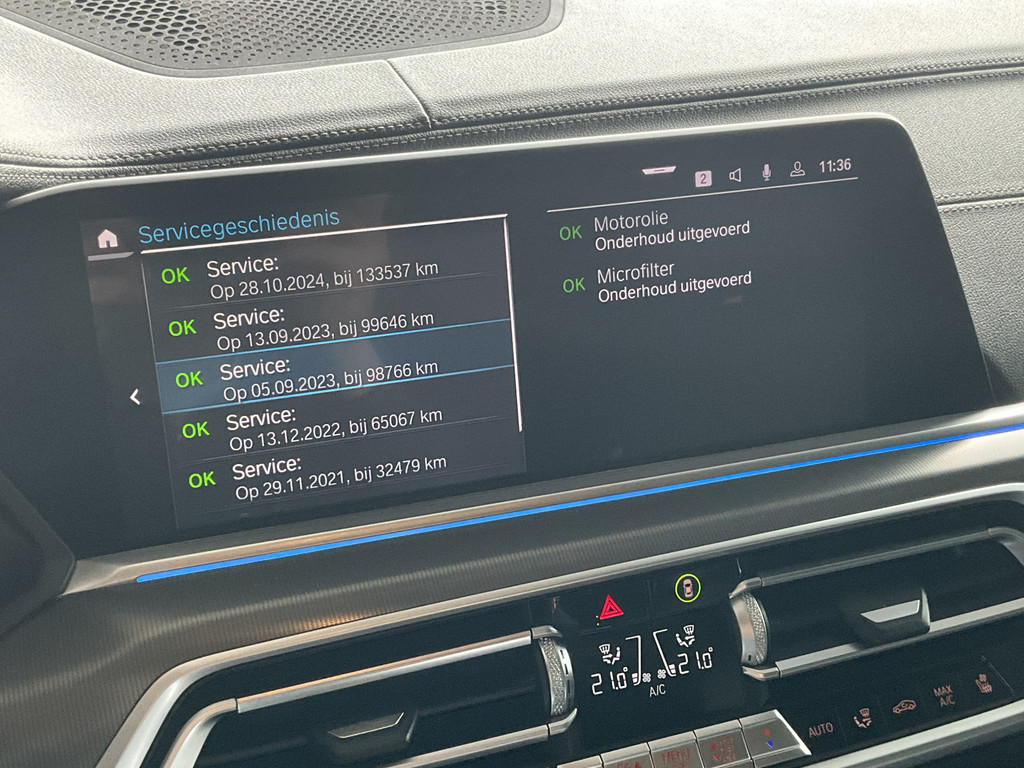 2 11:36
Servicegeschiedenis
OK Service:
Op 28.10.2024, bij 133537 km
OK Service:
Op 13.09.2023, bij 99646 km
OK Service:
Op 05.09.2023, bij 98766 km
OK Service:
Op 13.12.2022, bij 65067 km
OK Service:
Op 29.11.2021, bij 32479 km
OK Motorolie
Onderhoud uitgevoerd
OK Microfilter
Onderhoud uitgevoerd
21.0° 21.0°
A/C
AUTO
MAX
A/C
MENU